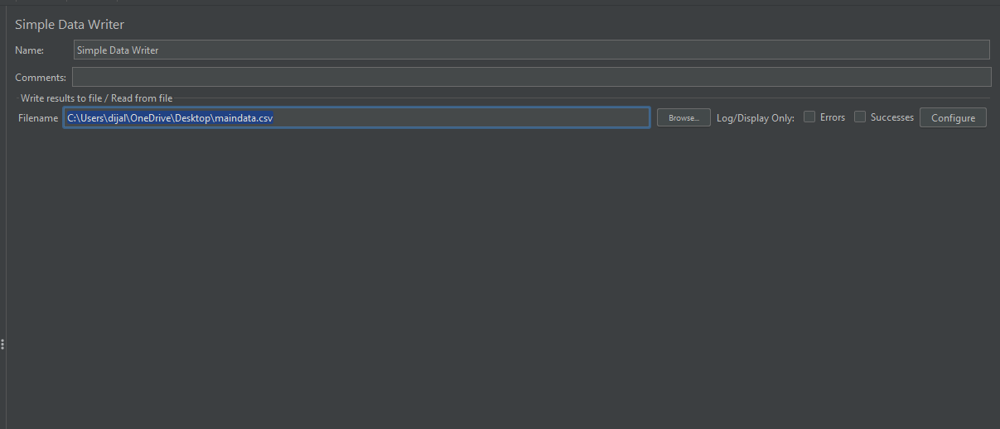 Simple Data Writer
Name: Simple Data Writer
Comments:
Write results to file / Read from file
Filename C:\Users\dijal\OneDrive\Desktop\maindata.csv Browse... Log/Display Only: Errors Successes Configure